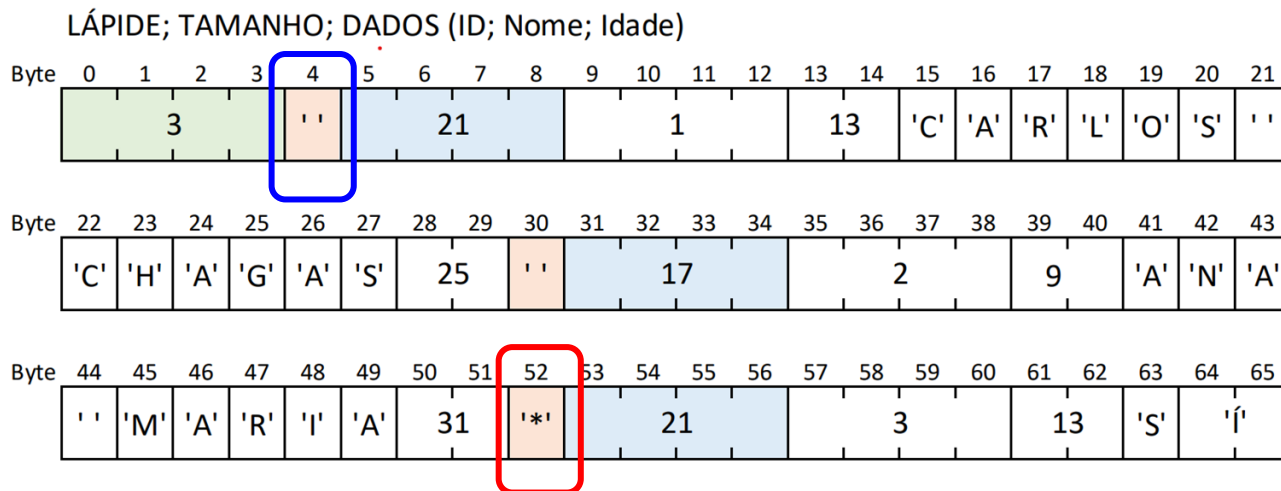 LÁPIDE; TAMANHO; DADOS (ID; Nome; Idade)
Byte 0 1 2 3 4 5 6 7 8 9 10 11 12 13 14 15 16 17 18 19 20 21
3 ' ' 21 1 13 'C' 'A' 'R' 'L' 'O' 'S' ' '
Byte 22 23 24 25 26 27 28 29 30 31 32 33 34 35 36 37 38 39 40 41 42 43
'C' 'H' 'A' 'G' 'A' 'S' 25 ' ' 17 2 9 'A' 'N' 'A'
Byte 44 45 46 47 48 49 50 51 52 53 54 55 56 57 58 59 60 61 62 63 64 65
' ' 'M' 'A' 'R' 'I' 'A' 31 '*' 21 3 13 'S' 'Í'